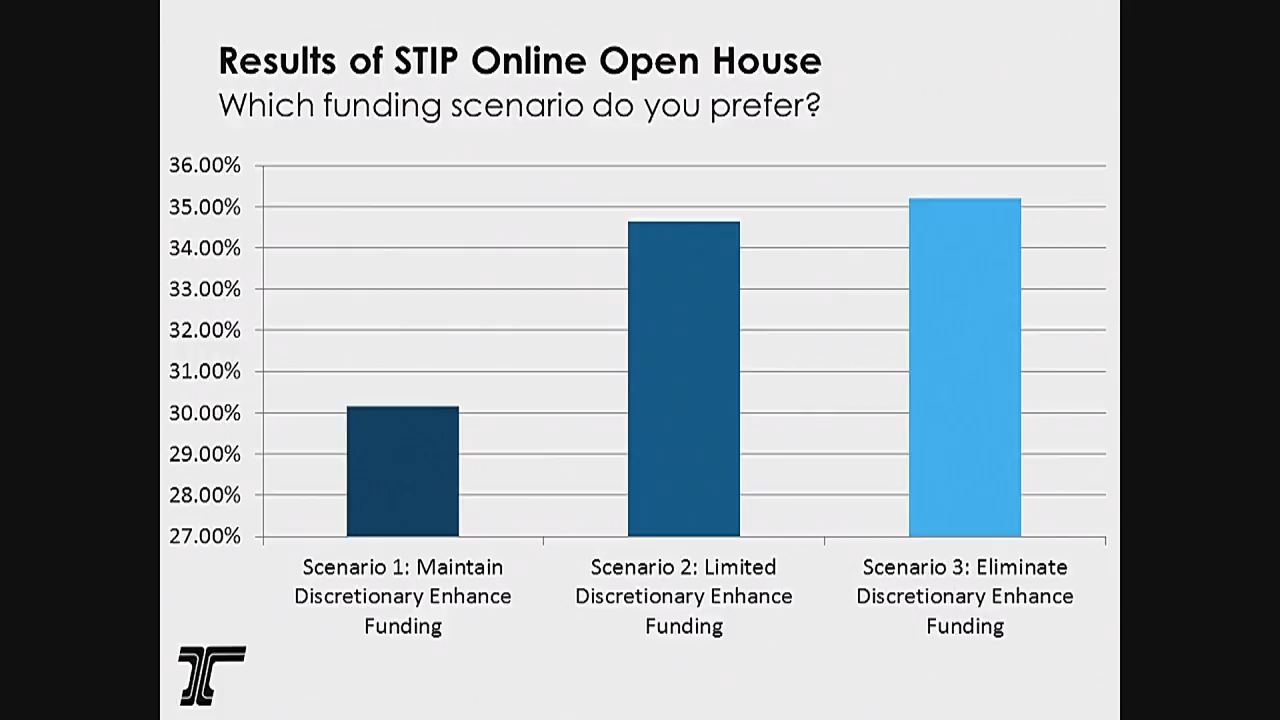 Results of STIP Online Open House
Which funding scenario do you prefer?
36.00%
35.00%
34.00%
33.00%
32.00%
31.00%
30.00%
29.00%
28.00%
27.00%
Scenario 1: Maintain
Discretionary Enhance
Funding
Scenario 2: Limited
Discretionary Enhance
Funding
Scenario 3: Eliminate
Discretionary Enhance
Funding